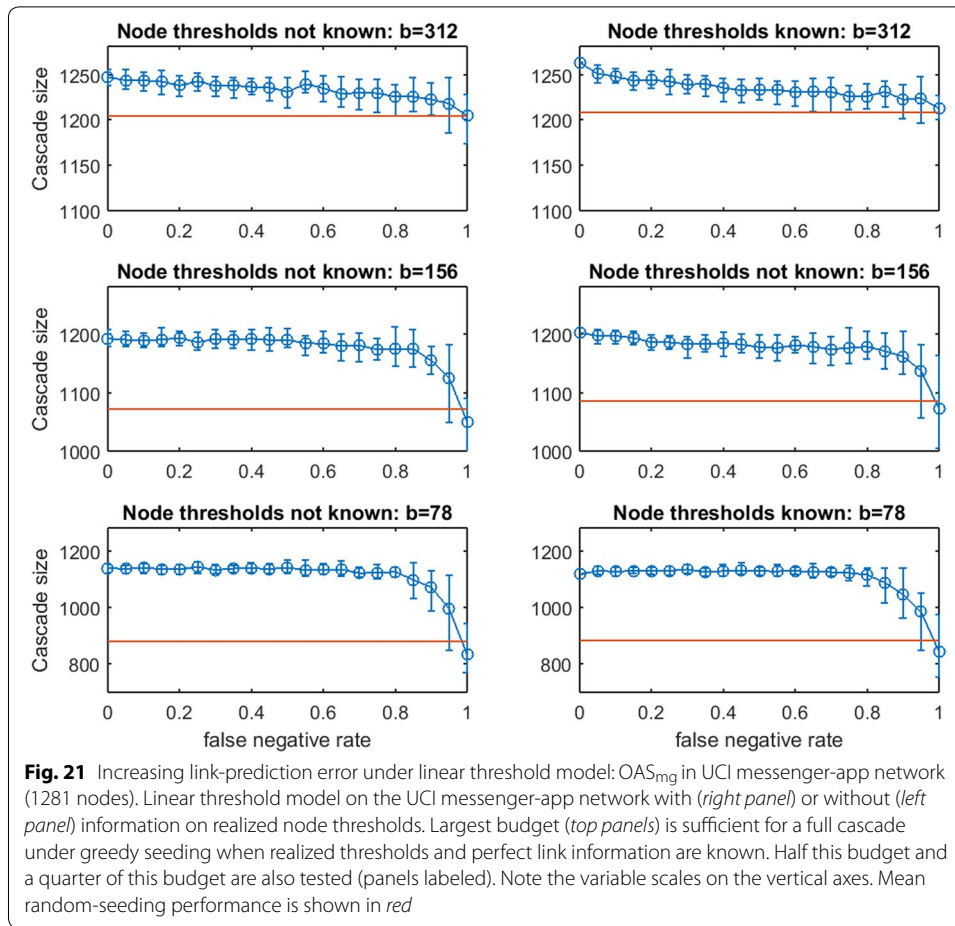 Node thresholds not known: b=312
Cascade size
1250
1200
1150
1100
0 0.2 0.4 0.6 0.8 1
Node thresholds known: b=312
1250
1200
1150
1100
0 0.2 0.4 0.6 0.8 1
Node thresholds not known: b=156
Cascade size
1200
1100
1000
0 0.2 0.4 0.6 0.8 1
Node thresholds known: b=156
1200
1100
1000
0 0.2 0.4 0.6 0.8 1
Node thresholds not known: b=78
Cascade size
1200
1000
800
0 0.2 0.4 0.6 0.8 1
false negative rate
Node thresholds known: b=78
1200
1000
800
0 0.2 0.4 0.6 0.8 1
false negative rate
Fig. 21 Increasing link-prediction error under linear threshold model: OASmg in UCI messenger-app network
(1281 nodes). Linear threshold model on the UCI messenger-app network with (right panel) or without (left
panel) information on realized node thresholds. Largest budget (top panels) is sufficient for a full cascade
under greedy seeding when realized thresholds and perfect link information are known. Half this budget and
a quarter of this budget are also tested (panels labeled). Note the variable scales on the vertical axes. Mean
random-seeding performance is shown in red